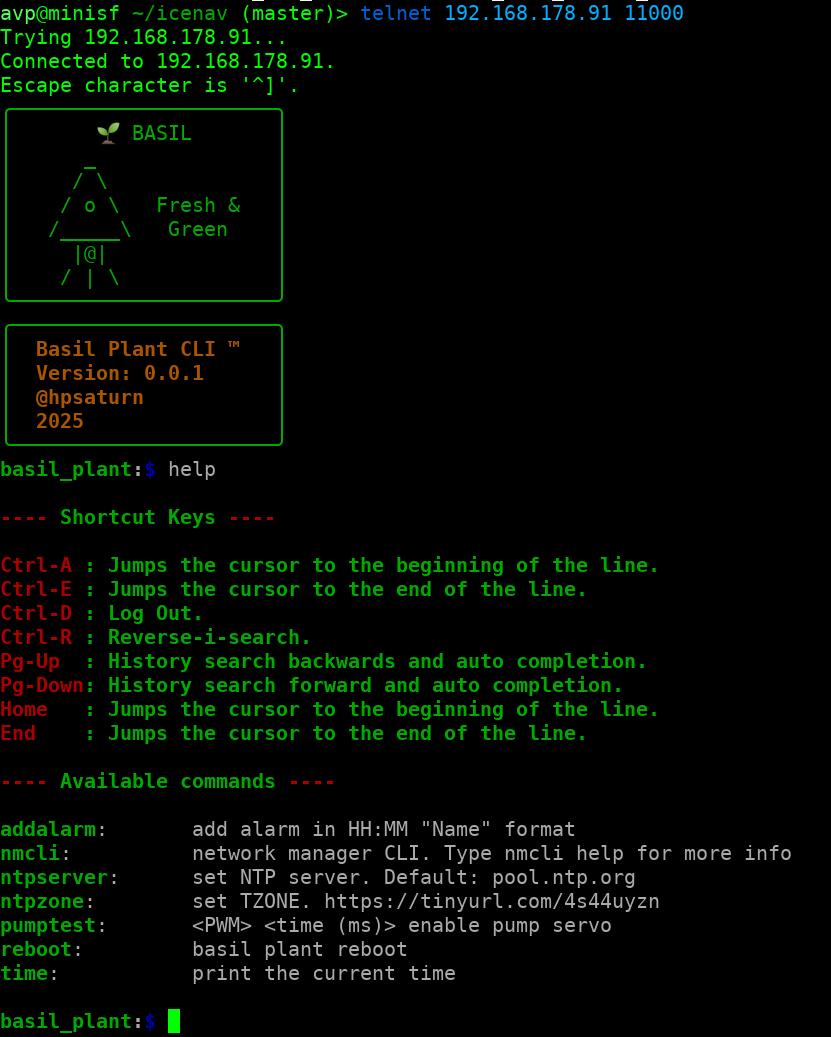 avp@minisf ~/icenav (master)> telnet 192.168.178.91 11000
Trying 192.168.178.91...
Connected to 192.168.178.91.
Escape character is '^]'.
🌱 BASIL
_
/ \
/ o \   Fresh &
/_____\   Green
|@|
/ | \
Basil Plant CLI ™
Version: 0.0.1
@hpsaturn
2025
basil_plant:$ help
---- Shortcut Keys ----
Ctrl-A : Jumps the cursor to the beginning of the line.
Ctrl-E : Jumps the cursor to the end of the line.
Ctrl-D : Log Out.
Ctrl-R : Reverse-i-search.
Pg-Up  : History search backwards and auto completion.
Pg-Down: History search forward and auto completion.
Home   : Jumps the cursor to the beginning of the line.
End    : Jumps the cursor to the end of the line.
---- Available commands ----
addalarm:       add alarm in HH:MM "Name" format
nmcli:          network manager CLI. Type nmcli help for more info
ntpserver:      set NTP server. Default: pool.ntp.org
ntpzone:        set TZONE. https://tinyurl.com/4s44uyzn
pumptest:       <PWM> <time (ms)> enable pump servo
reboot:         basil plant reboot
time:           print the current time
basil_plant:$